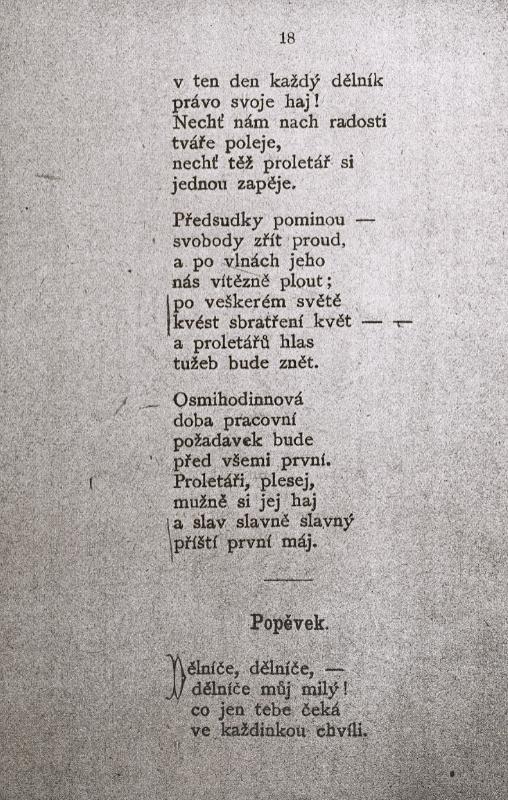 18
v ten den každý dělník
právo svoje haj!
Nechť nám nach radosti
tváře poleje,
nechť též proletář si
jednou zapěje.
Předsudky pominou —
svobody zřít proud,
a po vlnách jeho
nás vítězně plout;
po veškerém světě
kvést sbratření květ — —
a proletářů hlas
tužeb bude znět.
Osmihodinnová
doba pracovní
požadavek bude
před všemi první.
Proletáři, plesej,
mužně si jej haj
a slav slavně slavný
příští první máj.
Popěvek.
Dělníče, dělníče, —
dělníče můj milý!
co jen tebe čeká
ve každinkou chvíli.